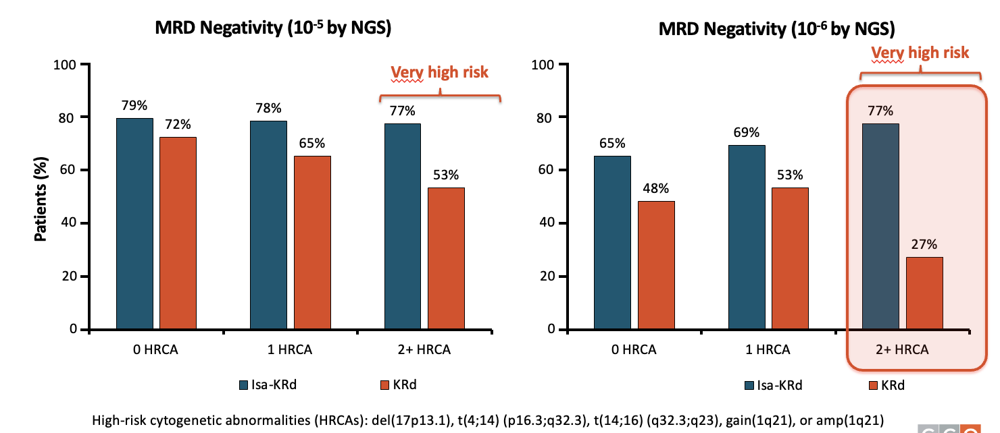 MRD Negativity (10-5 by NGS)
Very high risk
Patients (%)
100
80
60
40
20
0
79%
72%
78%
65%
77%
53%
0 HRCA
1 HRCA
2+ HRCA
Isa-KRd
KRd
MRD Negativity (10-6 by NGS)
Very high risk
100
80
60
40
20
0
65%
48%
69%
53%
77%
27%
0 HRCA
1 HRCA
2+ HRCA
Isa-KRd
KRd
High-risk cytogenetic abnormalities (HRCAs): del(17p13.1), t(4;14) (p16.3;q32.3), t(14;16) (q32.3;q23), gain(1q21), or amp(1q21)